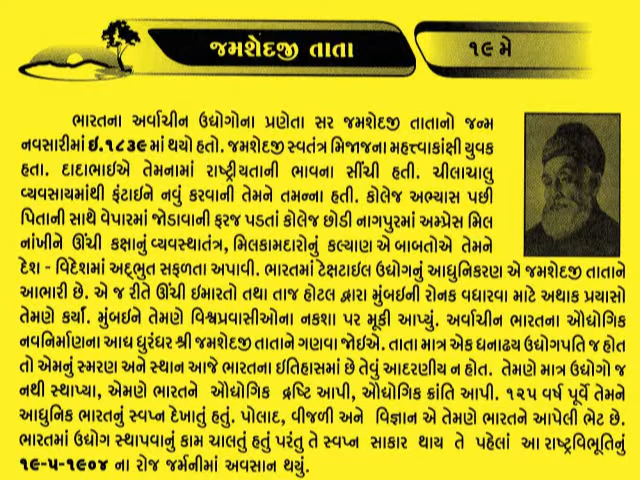 જમશેદજી તાતા
૧૯ મે
ભારતના અર્વાચીન ઉદ્યોગોના પ્રણેતા સર જમશેદજી તાતાનો જન્મ
નવસારીમાં ઇ.૧૮૩૯ માં થયો હતો. જમશેદજી સ્વતંત્ર મિજાજના મહત્ત્વાકાંક્ષી યુવક
હતા. દાદાભાઈએ તેમનામાં રાષ્ટ્રીયતાની ભાવના સીંચી હતી. ચીલાચાલુ
વ્યવસાયમાંથી ફંટાઈને નવું કરવાની તેમને તમન્ના હતી. કોલેજ અભ્યાસ પછી
પિતાની સાથે વેપારમાં જોડાવાની ફરજ પડતાં કોલેજ છોડી નાગપુરમાં અમ્પ્રેસ મિલ
નાંખીને ઊંચી કક્ષાનું વ્યવસ્થાતંત્ર, મિલકામદારોનું કલ્યાણ એ બાબતોએ તેમને
દેશ - વિદેશમાં અદ્ભુત સફળતા અપાવી. ભારતમાં ટેક્ષટાઈલ ઉદ્યોગનું આધુનિકરણ એ જમશેદજી તાતાને
આભારી છે. એ જ રીતે ઊંચી ઈમારતો તથા તાજ હોટલ દ્વારા મુંબઈની રોનક વધારવા માટે અથાક પ્રયાસો
તેમણે કર્યા. મુંબઈને તેમણે વિશ્વપ્રવાસીઓના નકશા પર મૂકી આપ્યું. અર્વાચીન ભારતના ઔદ્યોગિક
નવનિર્માણના આદ્ય ધુરંધર શ્રી જમશેદજી તાતાને ગણવા જોઈએ. તાતા માત્ર એક ધનાઢ્ય ઉદ્યોગપતિ જ હોત
તો એમનું સ્મરણ અને સ્થાન આજે ભારતના ઈતિહાસમાં છે તેવું આદરણીય ન હોત. તેમણે માત્ર ઉદ્યોગો જ
નથી સ્થાપ્યા, એમણે ભારતને ઔદ્યોગિક દ્રષ્ટિ આપી, ઔદ્યોગિક ક્રાંતિ આપી. ૧૨૫ વર્ષ પૂર્વે તેમને
આધુનિક ભારતનું સ્વપ્ન દેખાતું હતું. પોલાદ, વીજળી અને વિજ્ઞાન એ તેમણે ભારતને આપેલી ભેટ છે.
ભારતમાં ઉદ્યોગ સ્થાપવાનું કામ ચાલતું હતું પરંતુ તે સ્વપ્ન સાકાર થાય તે પહેલાં આ રાષ્ટ્રવિભૂતિનું
૧૯-૫-૧૯૦૪ ના રોજ જર્મનીમાં અવસાન થયું.